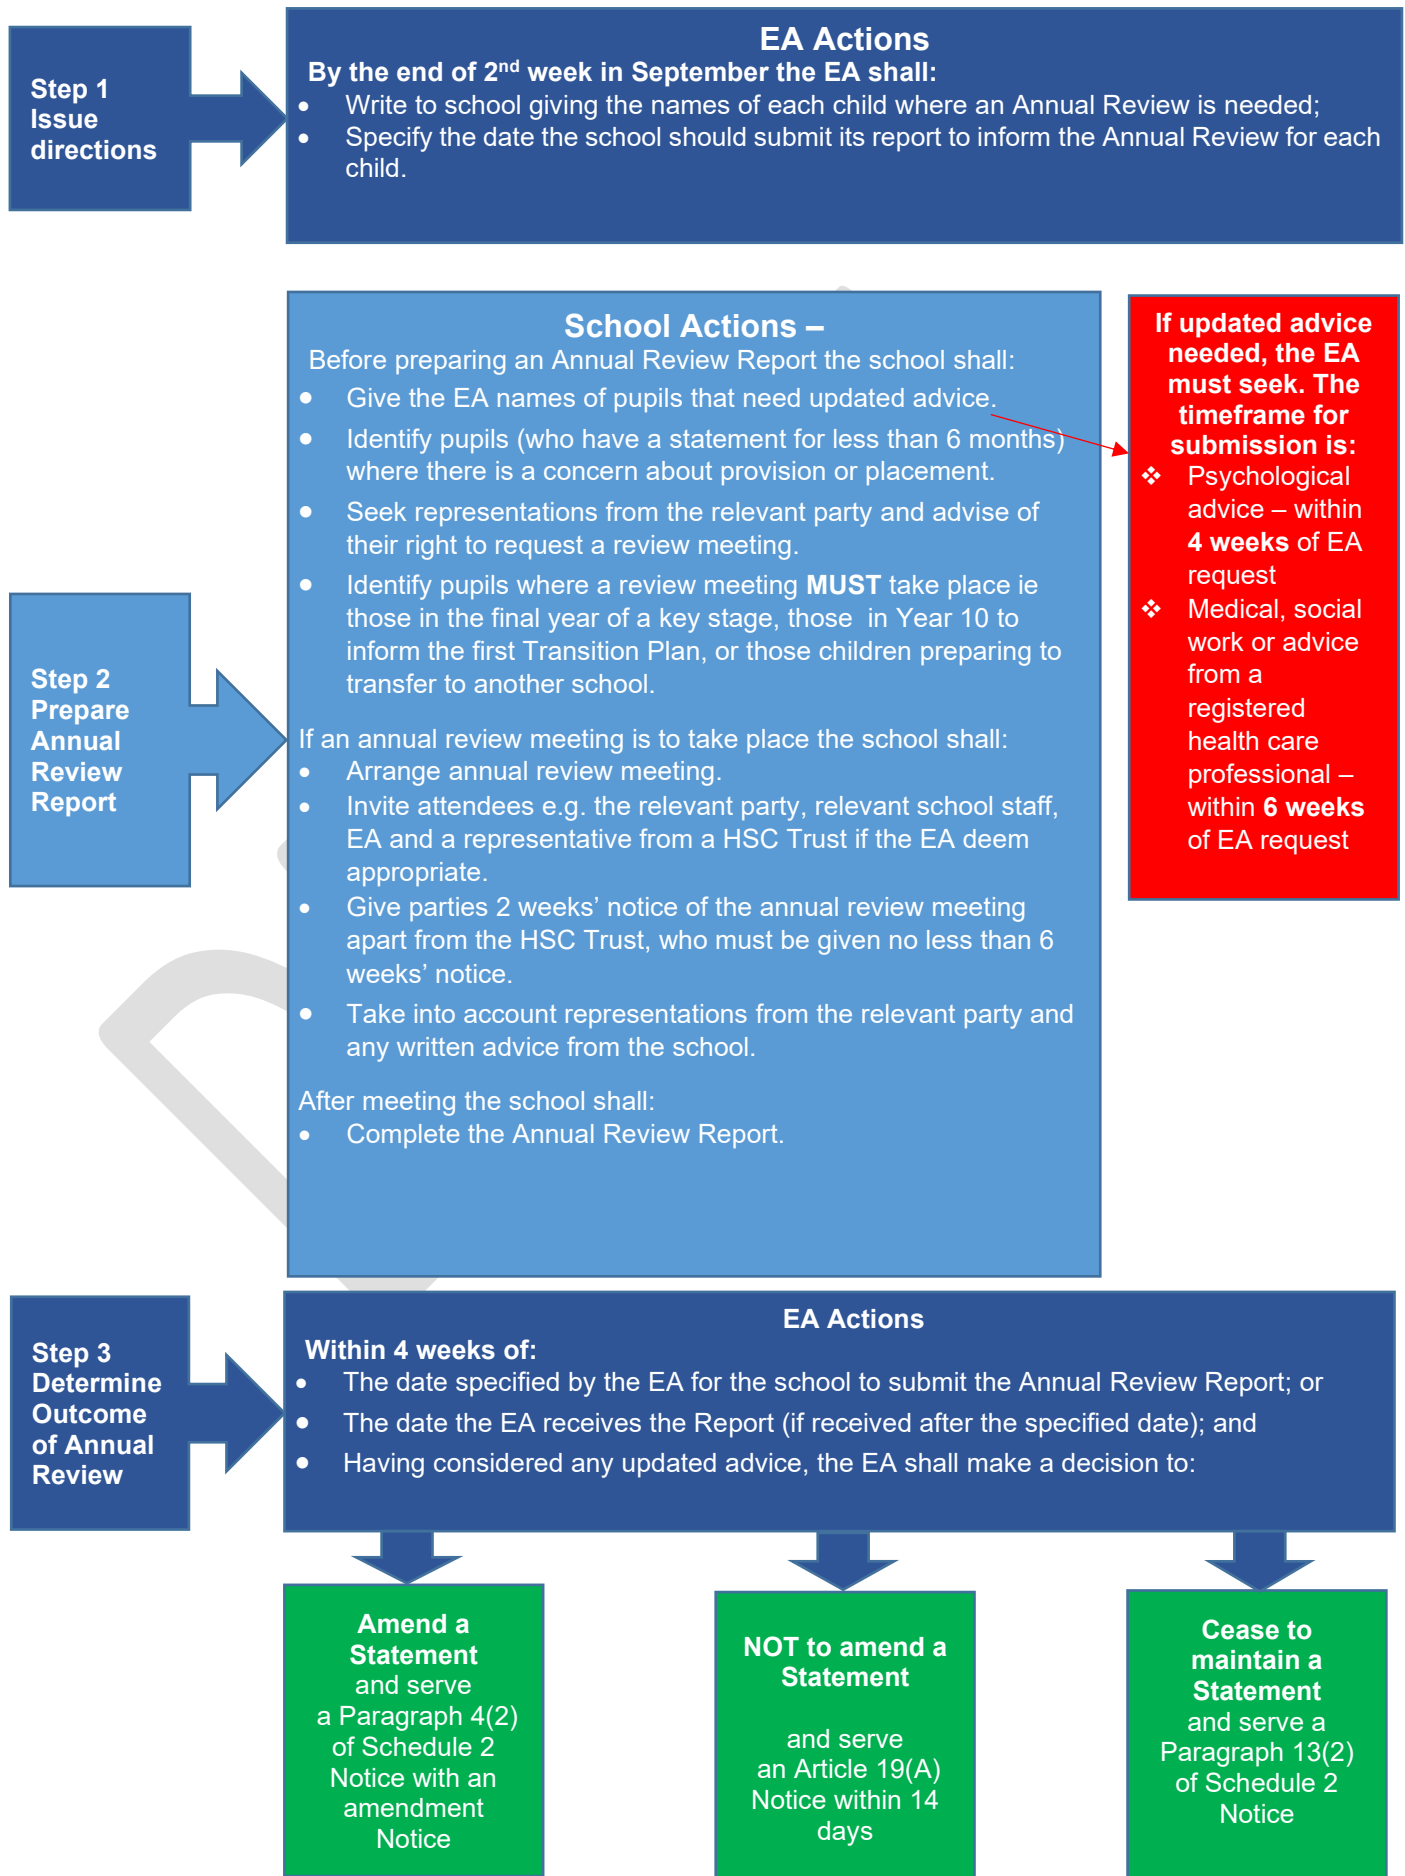 Step 1
Issue
directions
EA Actions
By the end of 2nd week in September the EA shall:
• Write to school giving the names of each child where an Annual Review is needed;
• Specify the date the school should submit its report to inform the Annual Review for each
child.
Step 2
Prepare
Annual
Review
Report
School Actions –
Before preparing an Annual Review Report the school shall:
• Give the EA names of pupils that need updated advice.
• Identify pupils (who have a statement for less than 6 months)
where there is a concern about provision or placement.
• Seek representations from the relevant party and advise of
their right to request a review meeting.
• Identify pupils where a review meeting MUST take place ie
those in the final year of a key stage, those in Year 10 to
inform the first Transition Plan, or those children preparing to
transfer to another school.
If an annual review meeting is to take place the school shall:
• Arrange annual review meeting.
• Invite attendees e.g. the relevant party, relevant school staff,
EA and a representative from a HSC Trust if the EA deem
appropriate.
• Give parties 2 weeks' notice of the annual review meeting
apart from the HSC Trust, who must be given no less than 6
weeks' notice.
• Take into account representations from the relevant party and
any written advice from the school.
After meeting the school shall:
• Complete the Annual Review Report.
If updated advice
needed, the EA
must seek. The
timeframe for
submission is:
❖ Psychological
advice – within
4 weeks of EA
request
❖ Medical, social
work or advice
from a
registered
health care
professional –
within 6 weeks
of EA request
Step 3
Determine
Outcome
of Annual
Review
EA Actions
Within 4 weeks of:
• The date specified by the EA for the school to submit the Annual Review Report; or
• The date the EA receives the Report (if received after the specified date); and
• Having considered any updated advice, the EA shall make a decision to:
Amend a
Statement
and serve
a Paragraph 4(2)
of Schedule 2
Notice with an
amendment
Notice
NOT to amend a
Statement
and serve
an Article 19(A)
Notice within 14
days
Cease to
maintain a
Statement
and serve a
Paragraph 13(2)
of Schedule 2
Notice